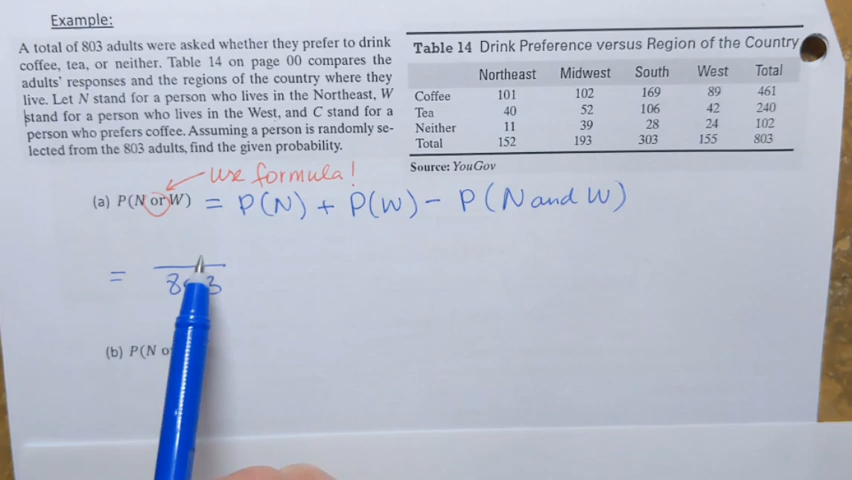 Example:
A total of 803 adults were asked whether they prefer to drink
coffee, tea, or neither. Table 14 on page 00 compares the
adults' responses and the regions of the country where they
live. Let N stand for a person who lives in the Northeast, W
stand for a person who lives in the West, and C stand for a
person who prefers coffee. Assuming a person is randomly se-
lected from the 803 adults, find the given probability.
Table 14 Drink Preference versus Region of the Country
Northeast Midwest South West Total
Coffee 101 102 169 89 461
Tea 40 52 106 42 240
Neither 11 39 28 24 102
Total 152 193 303 155 803
Source: YouGov
use formula!
(a) P(N or W) = P(N) + P(W) - P(N and W)
= 803
(b) P(N o